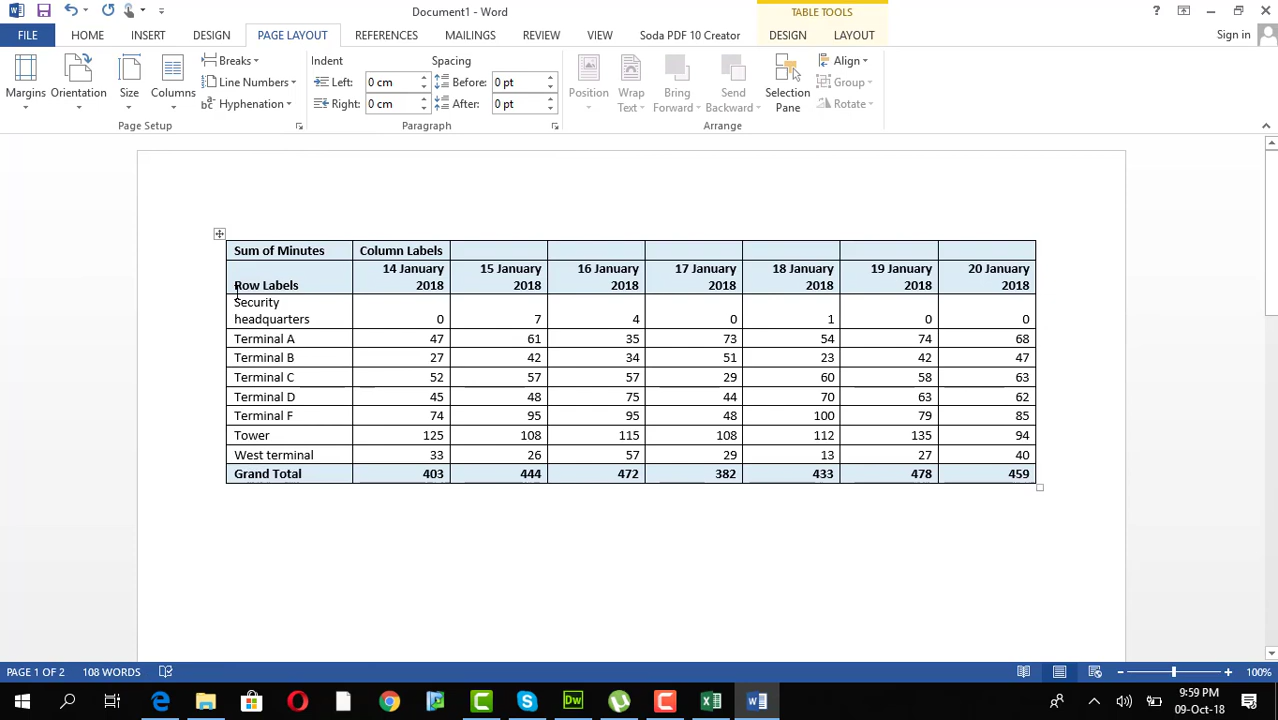 Document1 - Word
TABLE TOOLS
?
FILE
HOME
INSERT
DESIGN
PAGE LAYOUT
REFERENCES
MAILINGS
REVIEW
VIEW
Soda PDF 10 Creator
DESIGN
LAYOUT
Sign in
Margins
Orientation
Size
Columns
Breaks
Line Numbers
Hyphenation
Page Setup
Indent
Left: 0 cm
Right: 0 cm
Spacing
Before: 0 pt
After: 0 pt
Paragraph
Position
Wrap
Text
Bring
Forward
Send
Backward
Selection
Pane
Align
Group
Rotate
Arrange
Sum of Minutes Column Labels
14 January 15 January 16 January 17 January 18 January 19 January 20 January
Row Labels 2018 2018 2018 2018 2018 2018 2018
Security
headquarters 0 7 4 0 1 0 0
Terminal A 47 61 35 73 54 74 68
Terminal B 27 42 34 51 23 42 47
Terminal C 52 57 57 29 60 58 63
Terminal D 45 48 75 44 70 63 62
Terminal F 74 95 95 48 100 79 85
Tower 125 108 115 108 112 135 94
West terminal 33 26 57 29 13 27 40
Grand Total 403 444 472 382 433 478 459
PAGE 1 OF 2 108 WORDS
100%
9:59 PM
09-Oct-18